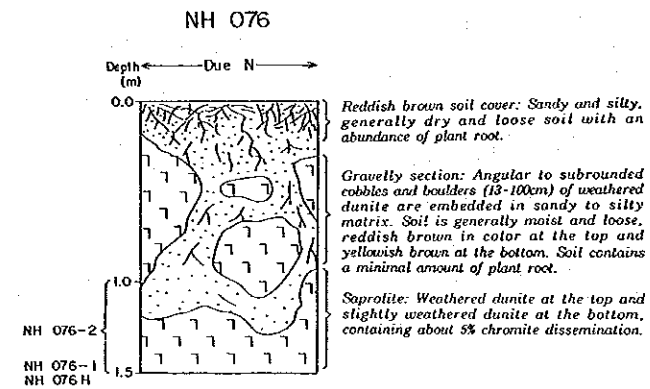 NH 076
Depth
(m)
Due N
0.0
Reddish brown soil cover: Sandy and silty,
generally dry and loose soil with an
abundance of plant root.
Gravelly section: Angular to subrounded
cobbles and boulders (13-100cm) of weathered
dunite are embedded in sandy to silty
matrix. Soil is generally moist and loose,
reddish brown in color at the top and
yellowish brown at the bottom. Soil contains
a minimal amount of plant root.
1.0
Saprolite: Weathered dunite at the top and
slightly weathered dunite at the bottom,
containing about 5% chromite dissemination.
NH 076-2
NH 076-1
NH 076H
1.5